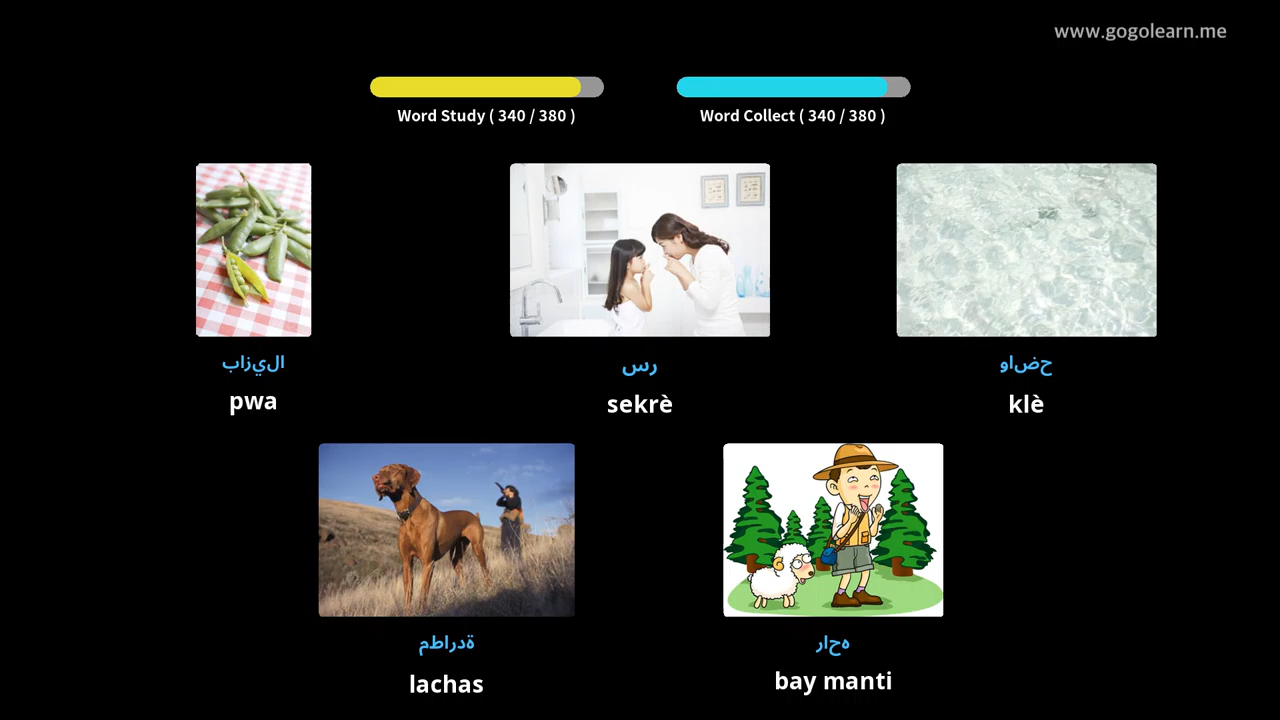 www.gogolearn.me
Word Study ( 340 / 380 )
Word Collect ( 340 / 380 )
اليزاب
pwa
رس
sekrè
حضاو
klè
ةدراطم
lachas
هحار
bay manti